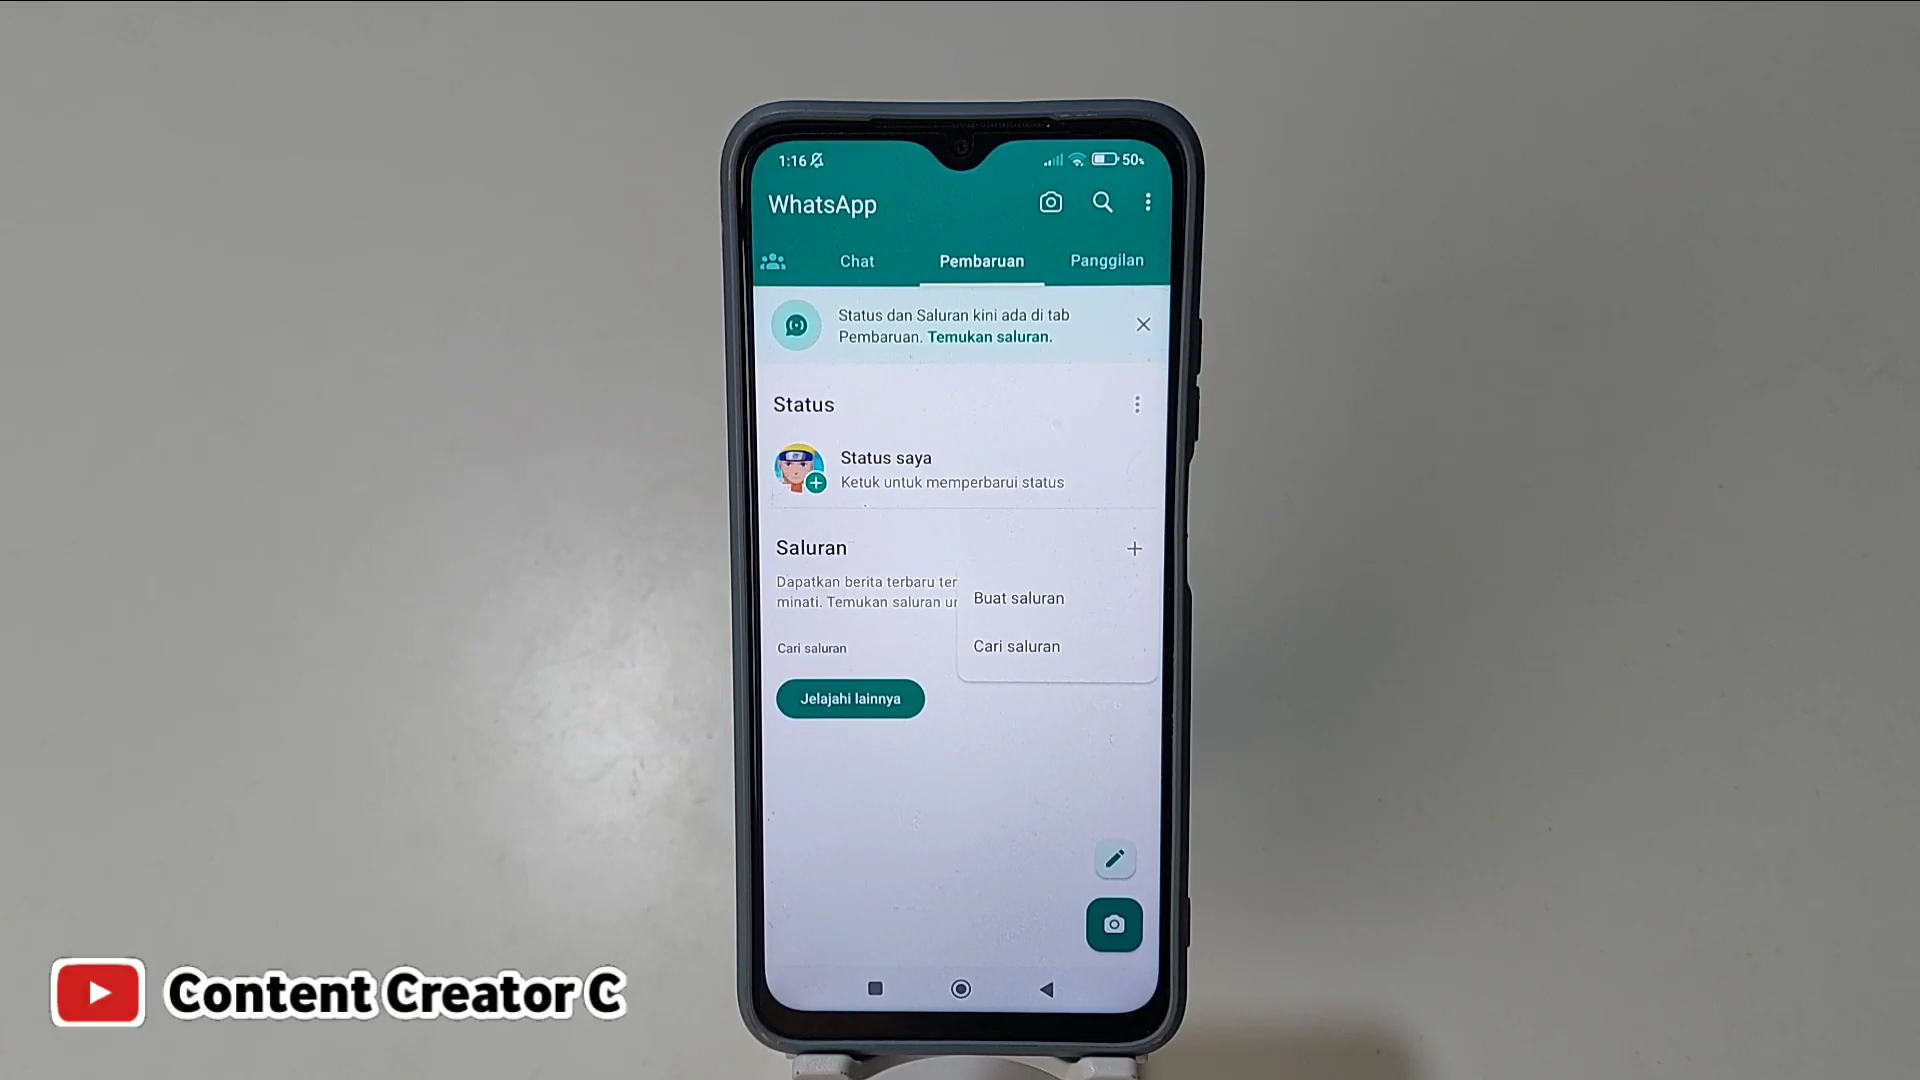 1:16
50%
WhatsApp
Chat
Pembaruan
Panggilan
Status dan Saluran kini ada di tab
Pembaruan. Temukan saluran.
Status
Status saya
Ketuk untuk memperbarui status
Saluran
Dapatkan berita terbaru ter
minati. Temukan saluran ur
Buat saluran
Cari saluran
Cari saluran
Jelajahi lainnya
Content Creator C